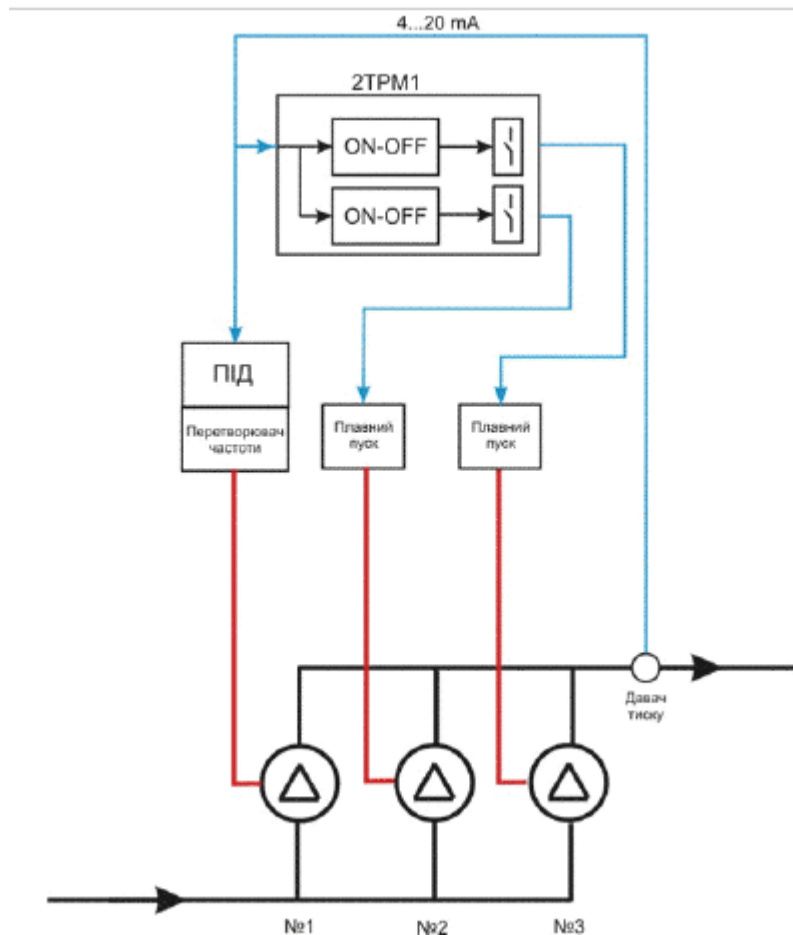 4...20 mA
2ТРМ1
ON-OFF
ON-OFF
ПІД
Перетворювач
частоти
Плавний
пуск
Плавний
пуск
Давач
тиску
№1
№2
№3